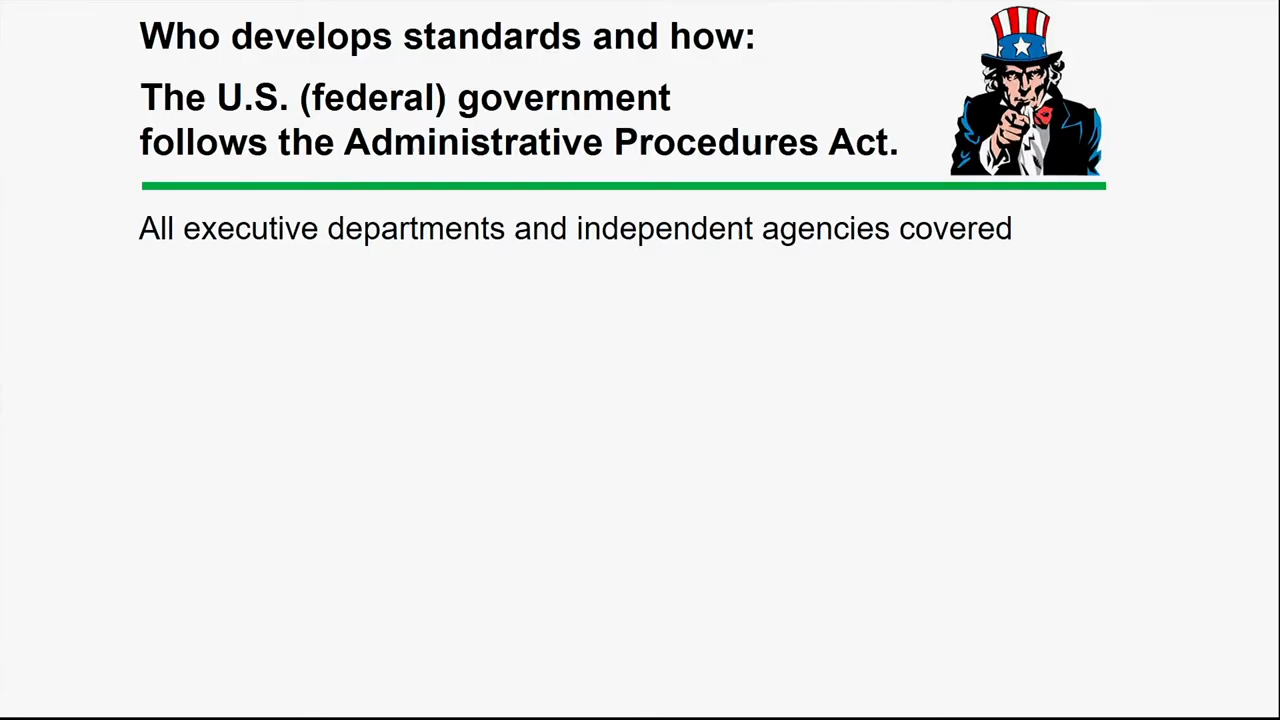 Who develops standards and how:
The U.S. (federal) government
follows the Administrative Procedures Act.
All executive departments and independent agencies covered